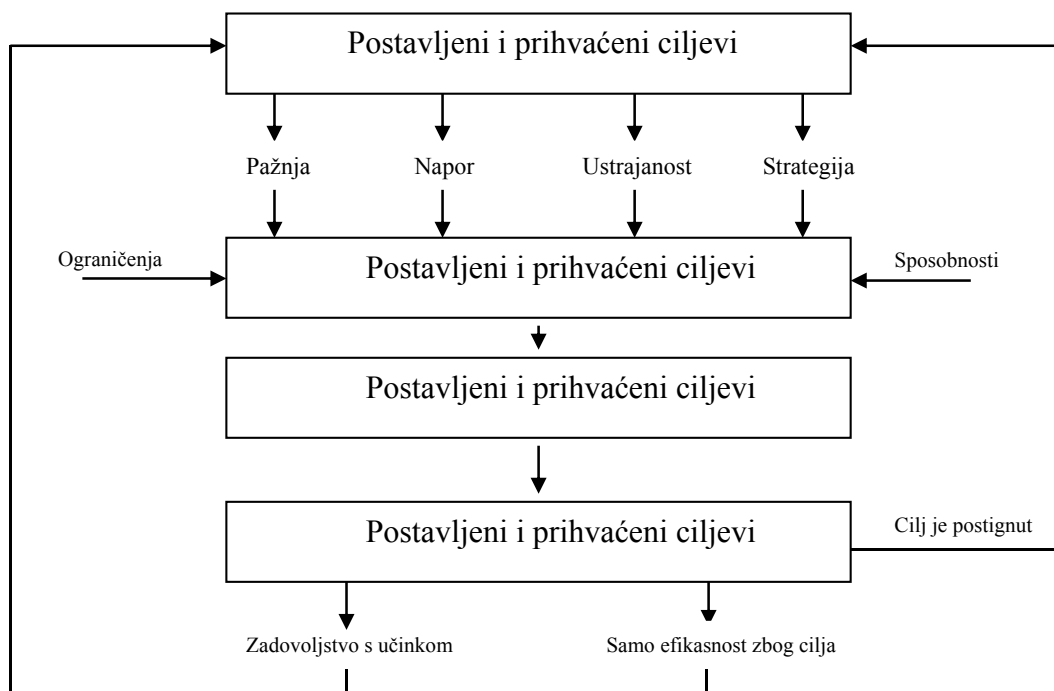 Postavljeni i prihvaćeni ciljevi
Pažnja
Napor
Ustrajanost
Strategija
Ograničenja
Postavljeni i prihvaćeni ciljevi
Sposobnosti
Postavljeni i prihvaćeni ciljevi
Postavljeni i prihvaćeni ciljevi
Cilj je postignut
Zadovoljstvo s učinkom
Samo efikasnost zbog cilja